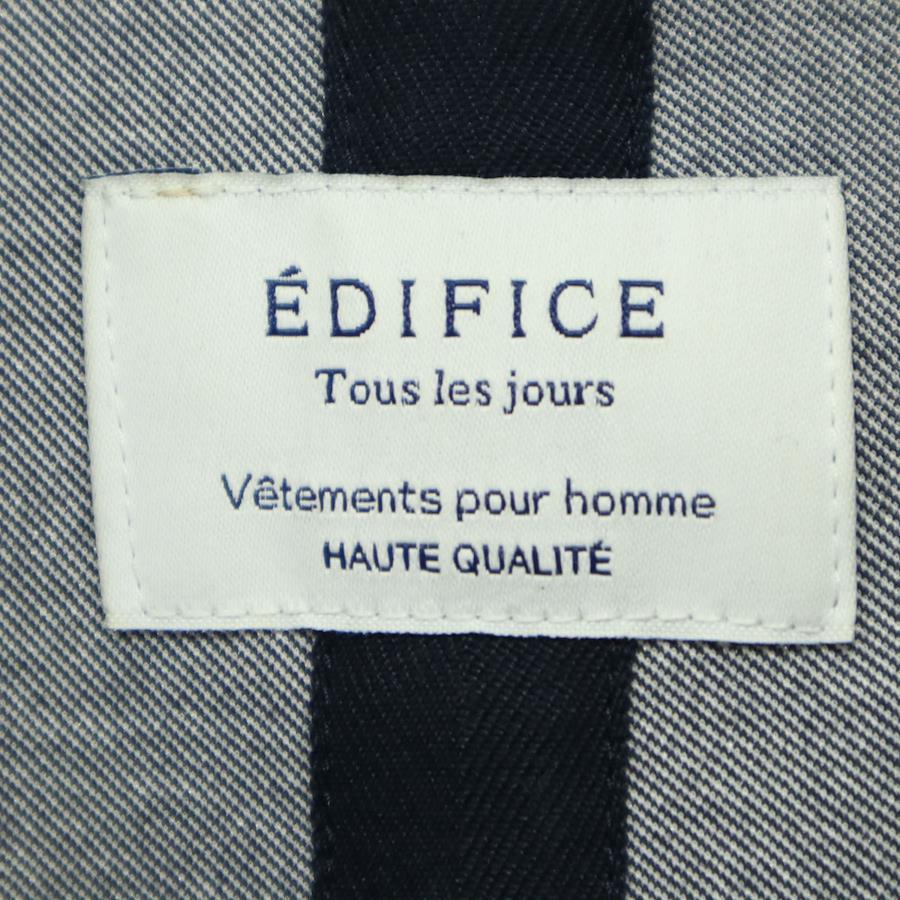 ÉDIFICE
Tous les jours
Vêtements pour homme
HAUTE QUALITÉ